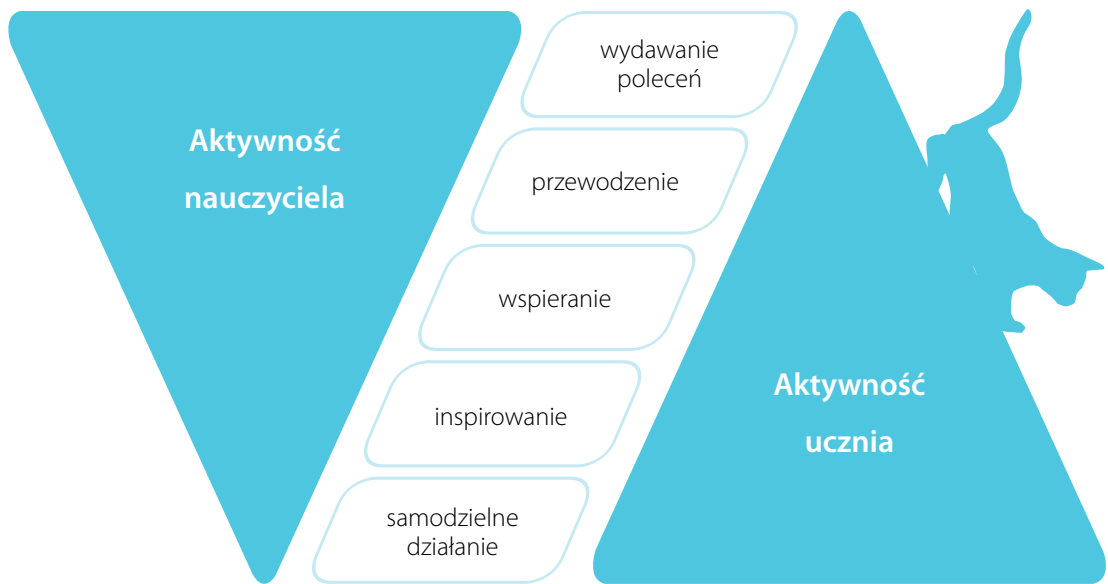 Aktywność
nauczyciela
wydawanie
poleceń
przewodzenie
wspieranie
inspirowanie
samodzielne
działanie
Aktywność
ucznia